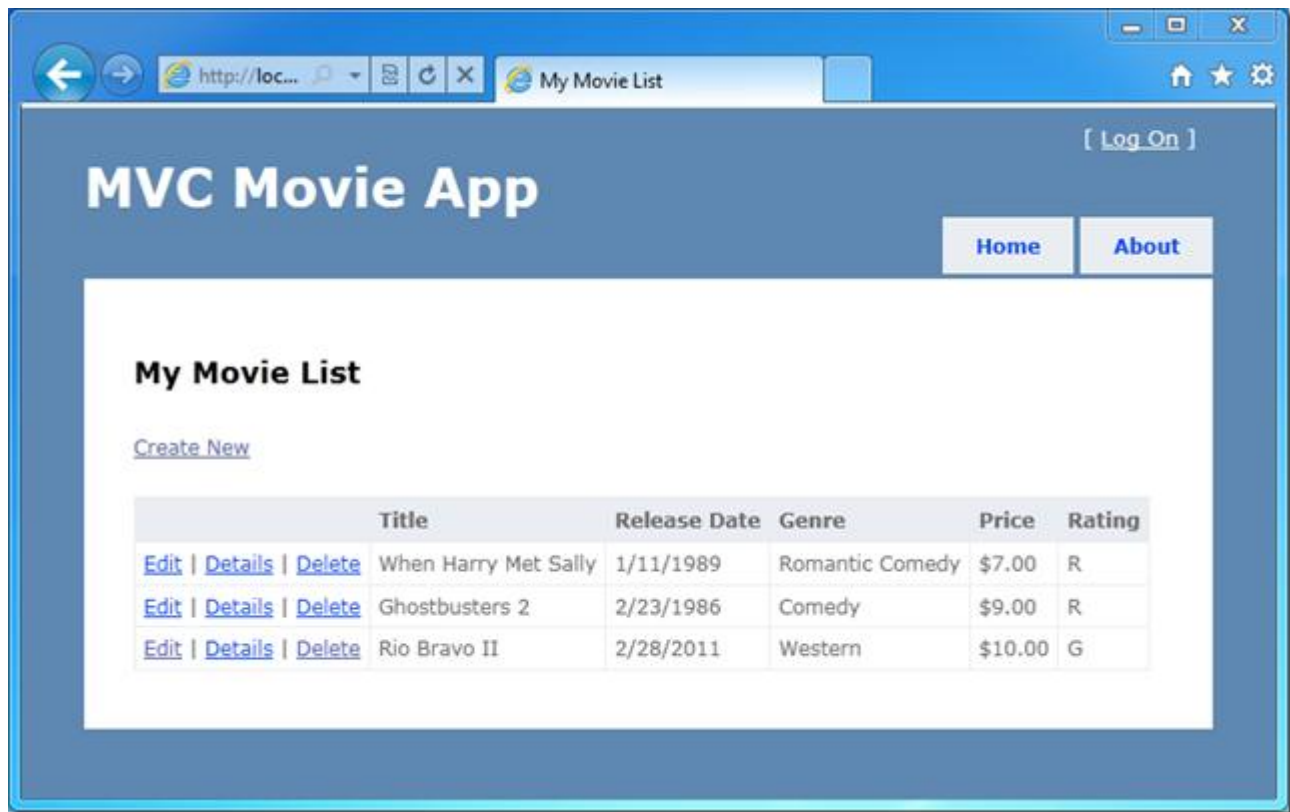 http://loc...
My Movie List
[ Log On ]
MVC Movie App
Home About
My Movie List
Create New
Title Release Date Genre Price Rating
Edit | Details | Delete When Harry Met Sally 1/11/1989 Romantic Comedy $7.00 R
Edit | Details | Delete Ghostbusters 2 2/23/1986 Comedy $9.00 R
Edit | Details | Delete Rio Bravo II 2/28/2011 Western $10.00 G